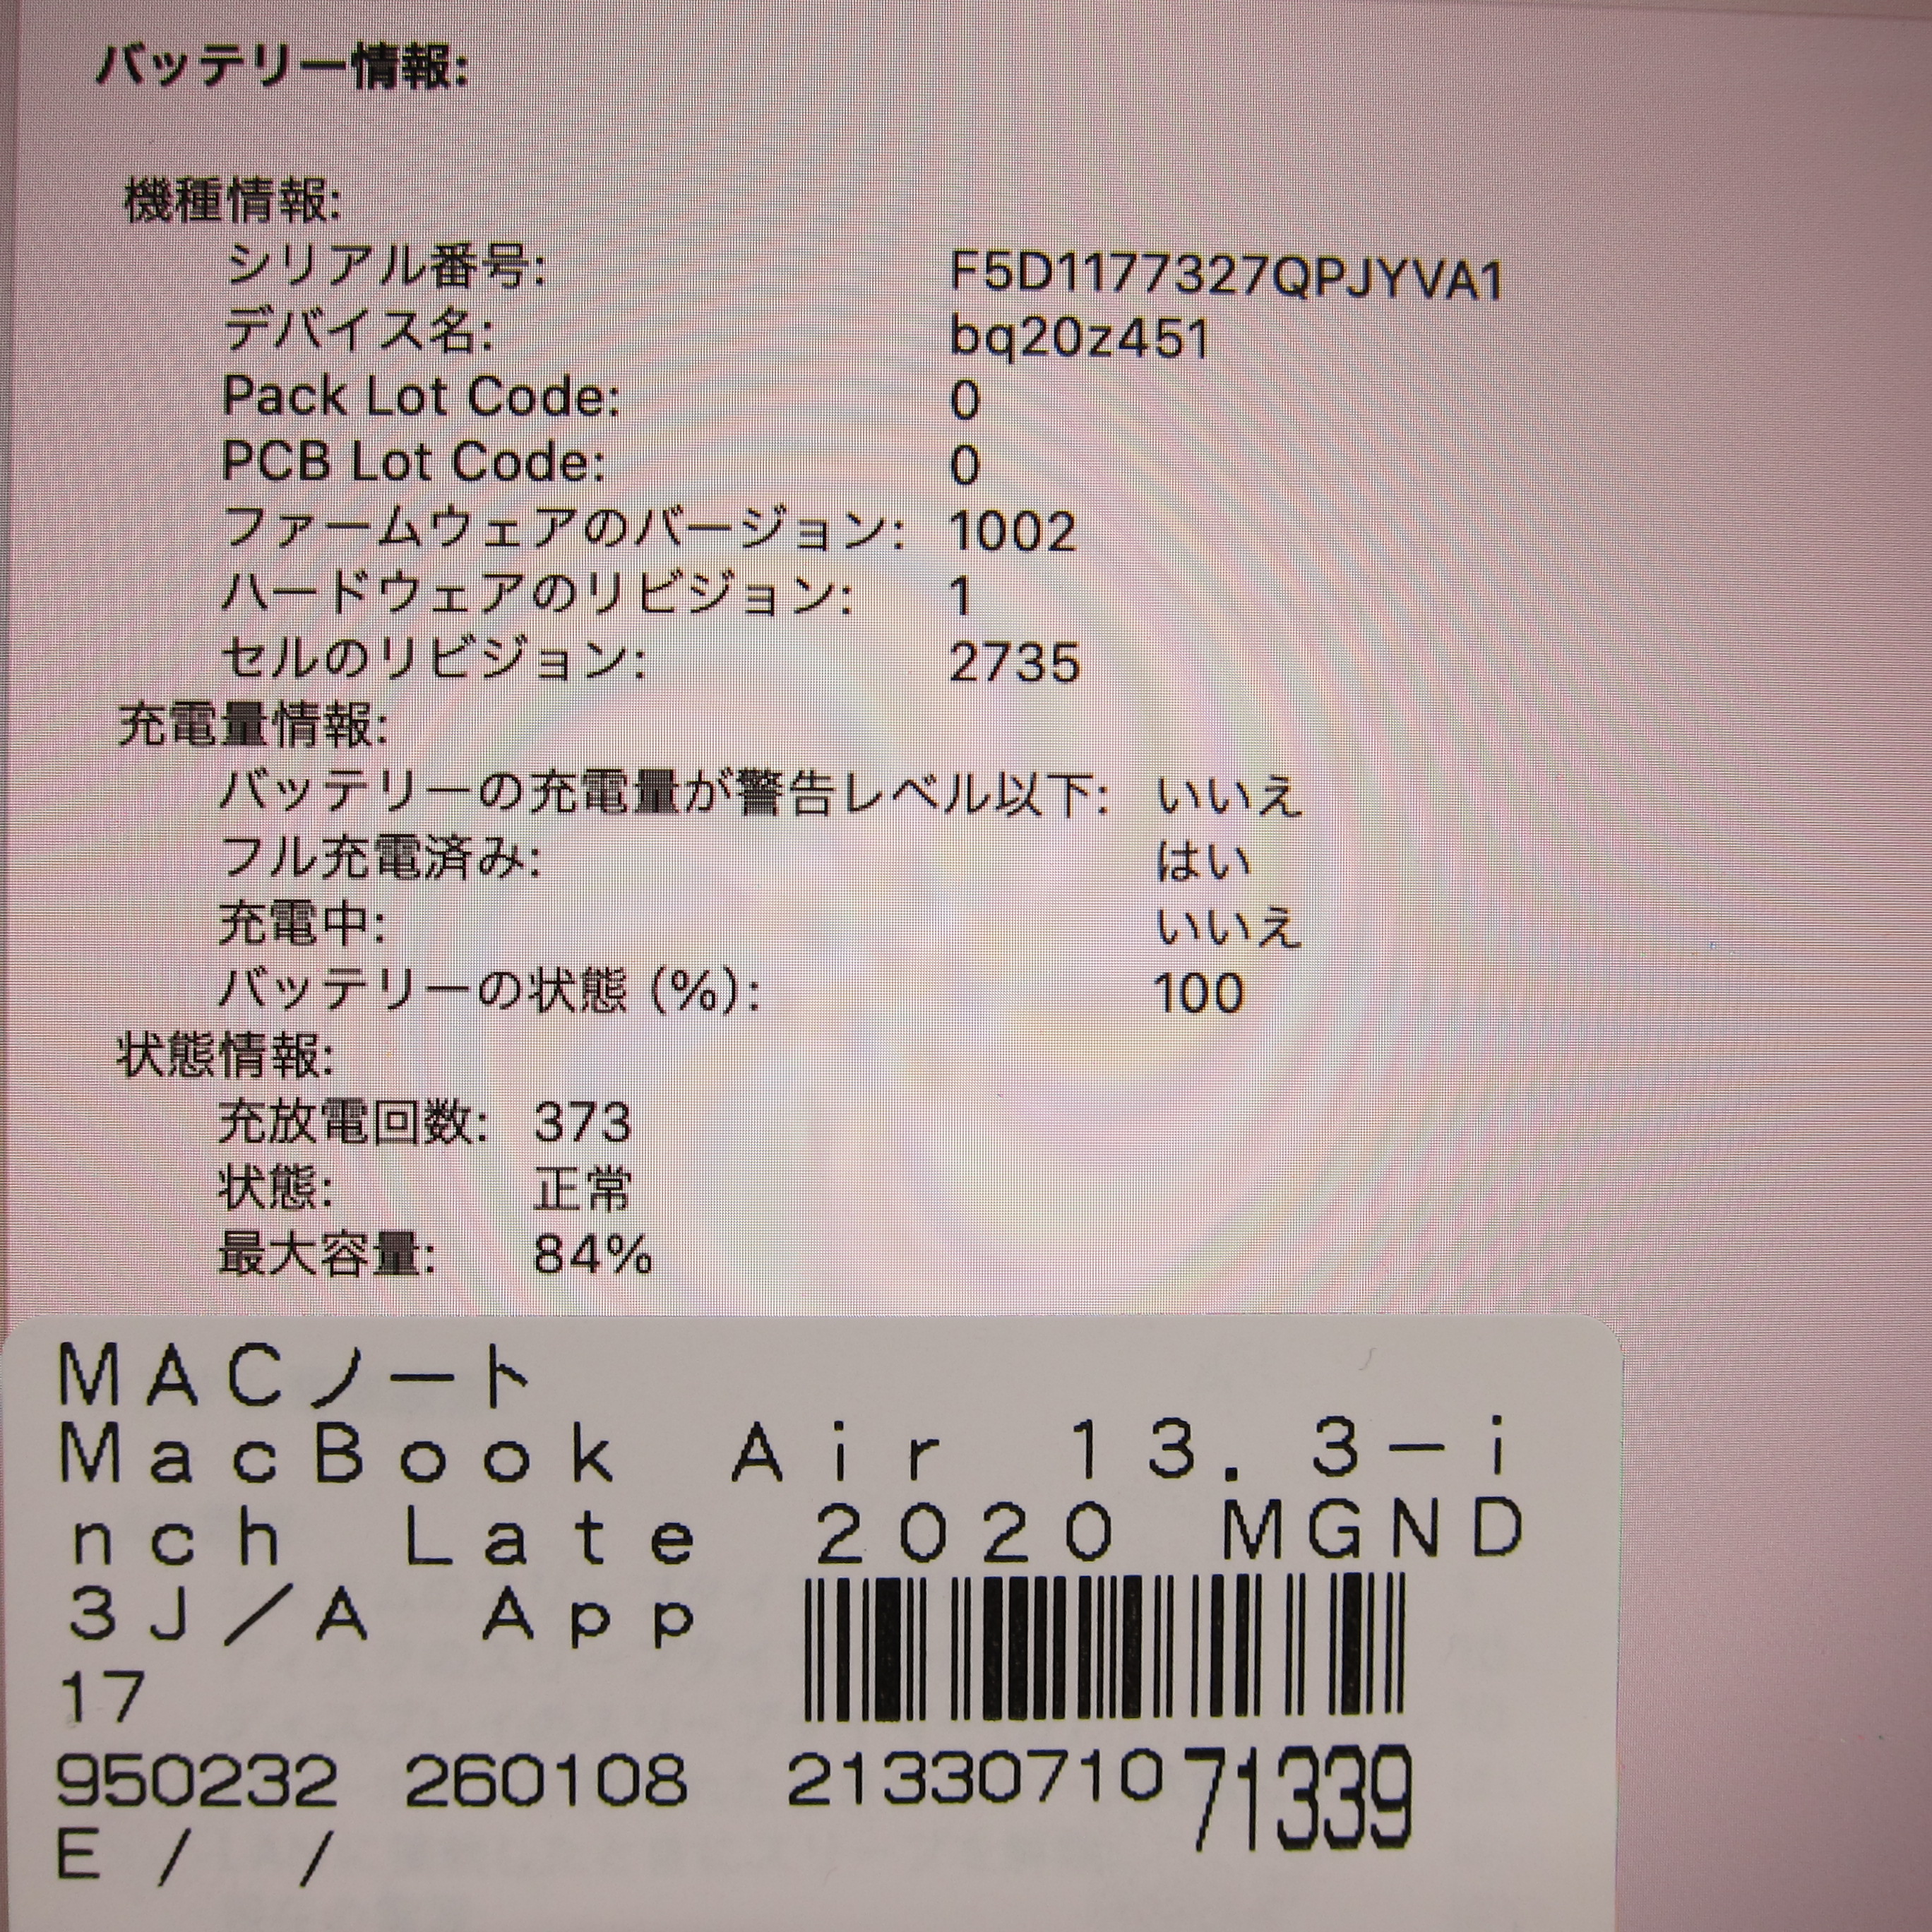 バッテリー情報:
機種情報:
シリアル番号: F5D1177327QPJYVA1
デバイス名: bq20z451
Pack Lot Code: 0
PCB Lot Code: 0
ファームウェアのバージョン: 1002
ハードウェアのリビジョン: 1
セルのリビジョン: 2735
充電量情報:
バッテリーの充電量が警告レベル以下: いいえ
フル充電済み: はい
充電中: いいえ
バッテリーの状態 (%): 100
状態情報:
充放電回数: 373
状態: 正常
最大容量: 84%
MACノート
MacBook Air 13.3-i
nch Late 2020 MGND
3J/A App
17
950232 260108 21330710 71339
E / /